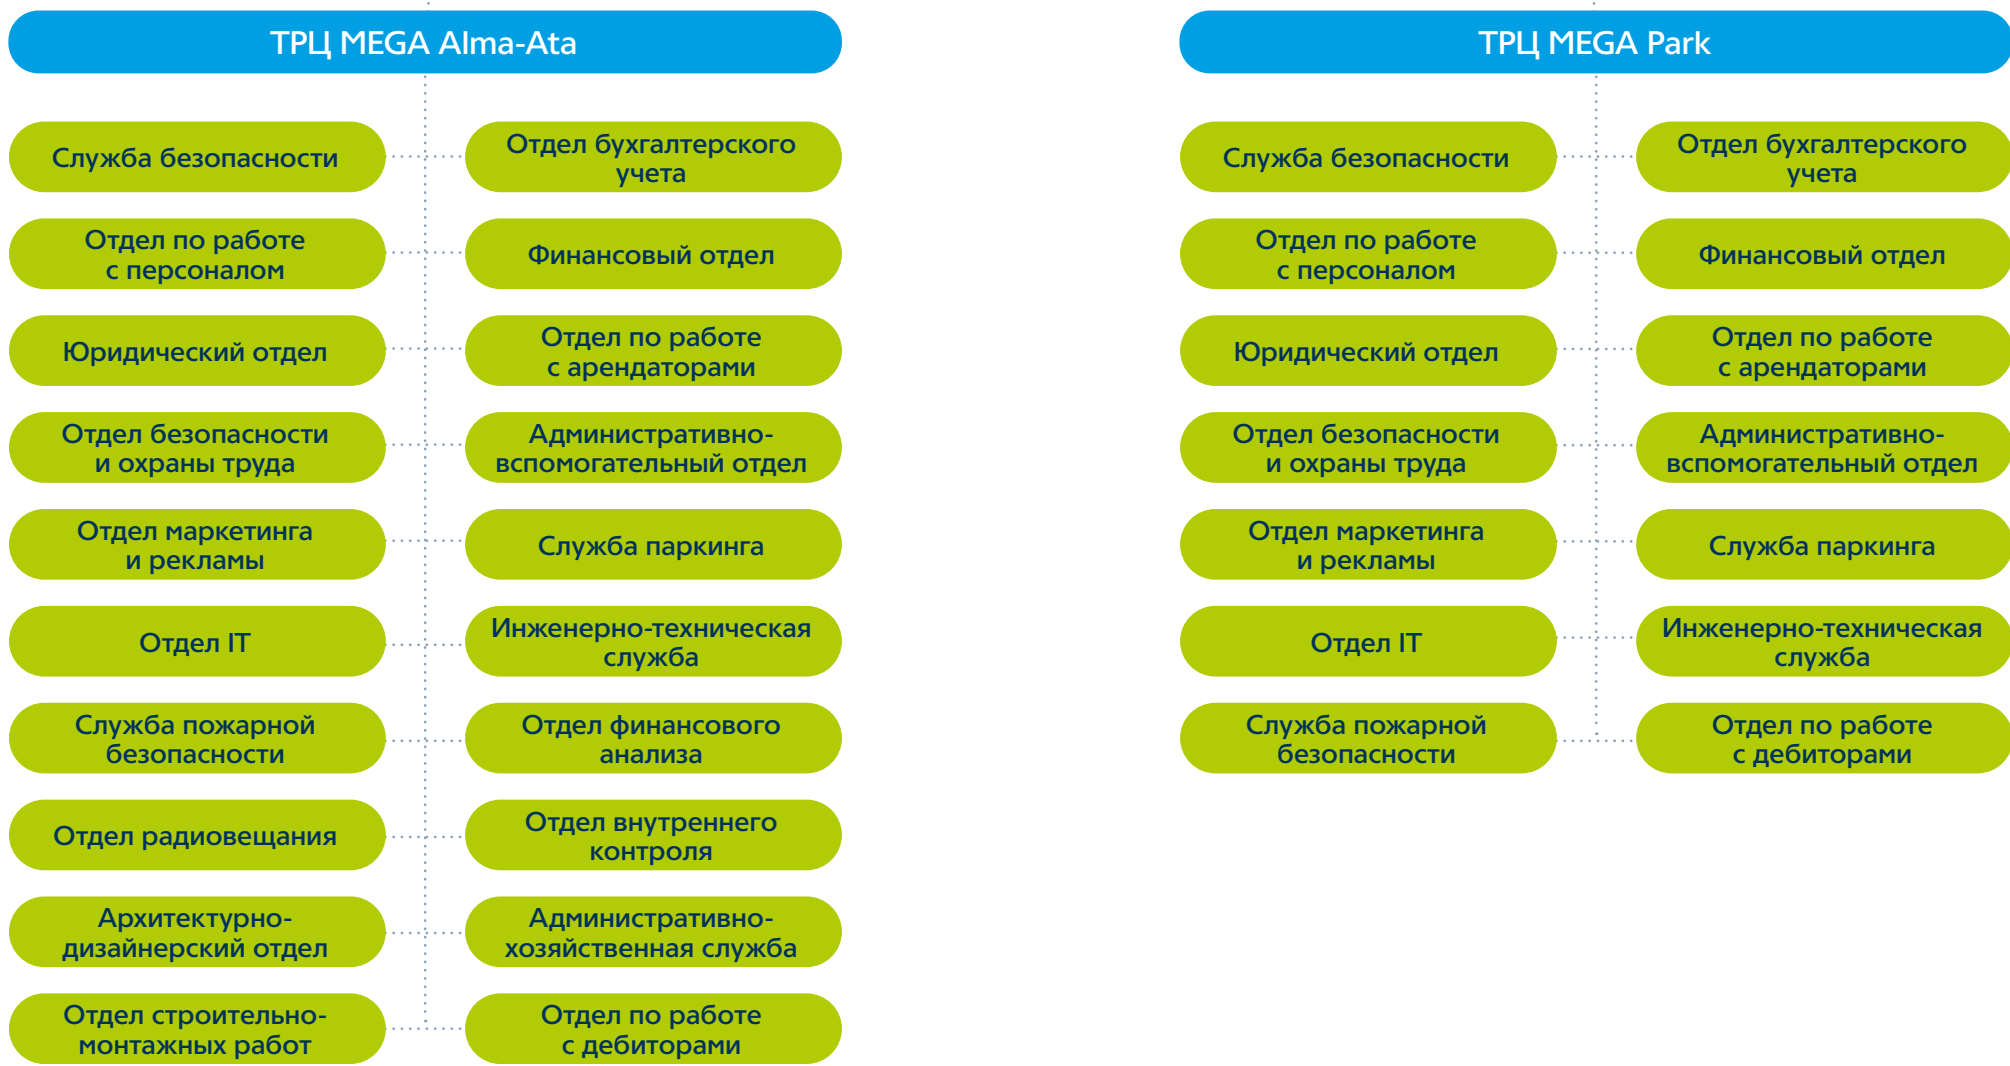 ТРЦ MEGA Alma-Ata
Служба безопасности
Отдел бухгалтерского
учета
Отдел по работе
с персоналом
Финансовый отдел
Юридический отдел
Отдел по работе
с арендаторами
Отдел безопасности
и охраны труда
Административно-
вспомогательный отдел
Отдел маркетинга
и рекламы
Служба паркинга
Отдел IT
Инженерно-техническая
служба
Служба пожарной
безопасности
Отдел финансового
анализа
Отдел радиовещания
Отдел внутреннего
контроля
Архитектурно-
дизайнерский отдел
Административно-
хозяйственная служба
Отдел строительно-
монтажных работ
Отдел по работе
с дебиторами
ТРЦ MEGA Park
Служба безопасности
Отдел бухгалтерского
учета
Отдел по работе
с персоналом
Финансовый отдел
Юридический отдел
Отдел по работе
с арендаторами
Отдел безопасности
и охраны труда
Административно-
вспомогательный отдел
Отдел маркетинга
и рекламы
Служба паркинга
Отдел IT
Инженерно-техническая
служба
Служба пожарной
безопасности
Отдел по работе
с дебиторами